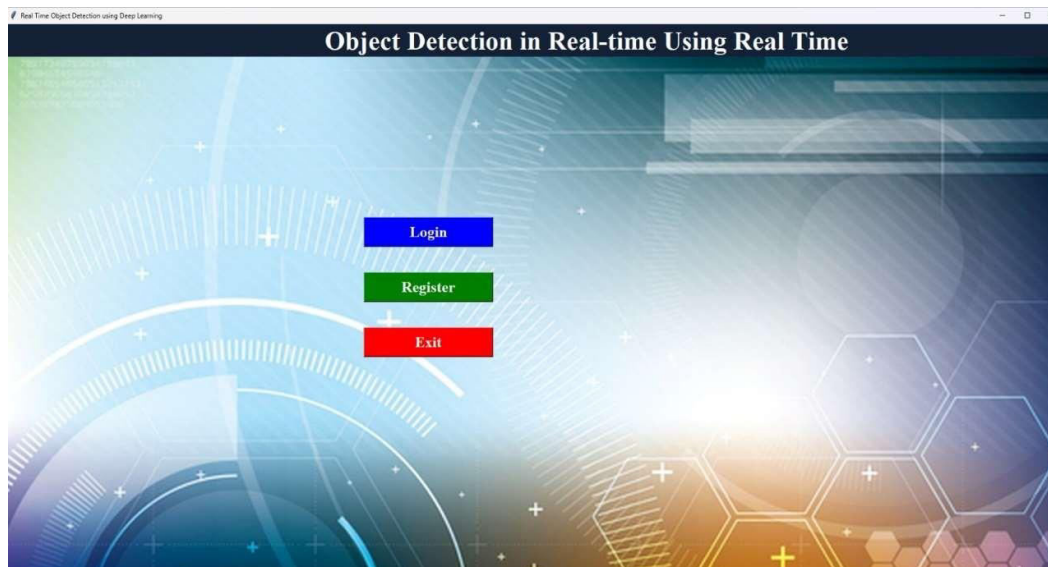 Real Time Object Detection using Deep Learning
Object Detection in Real-time Using Real Time
Login
Register
Exit